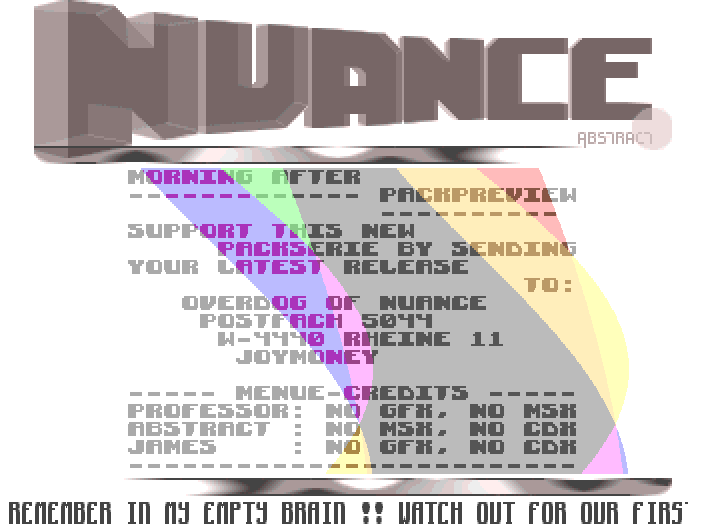 NUANCE
ABSTRACT
MORNING AFTER
------------- PACKPREVIEW
----------
SUPPORT THIS NEW
PACKSERIE BY SENDING
YOUR LATEST RELEASE
TO:
OVERDOG OF NUANCE
POSTFACH 5044
W-4440 RHEINE 11
JOYMONEY
----- MENUE-CREDITS -----
PROFESSOR: NO GFX, NO MSX
ABSTRACT : NO MSX, NO CDX
JAMES : NO GFX, NO CDX
-------------------------
REMEMBER IN MY EMPTY BRAIN !! WATCH OUT FOR OUR FIRS